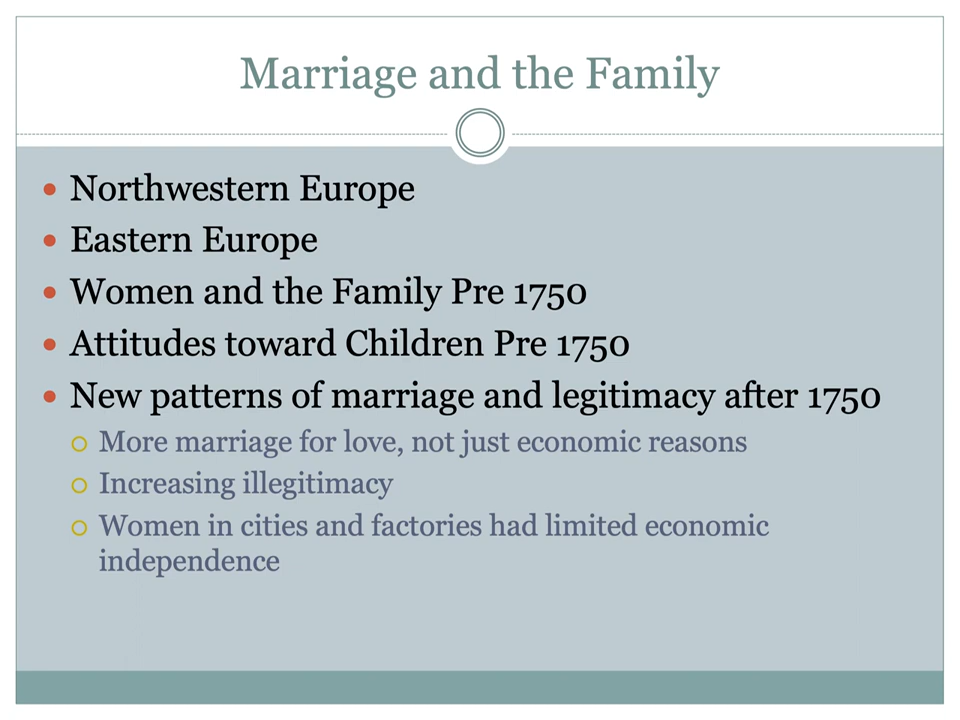 Marriage and the Family
Northwestern Europe
Eastern Europe
Women and the Family Pre 1750
Attitudes toward Children Pre 1750
New patterns of marriage and legitimacy after 1750
More marriage for love, not just economic reasons
Increasing illegitimacy
Women in cities and factories had limited economic
independence